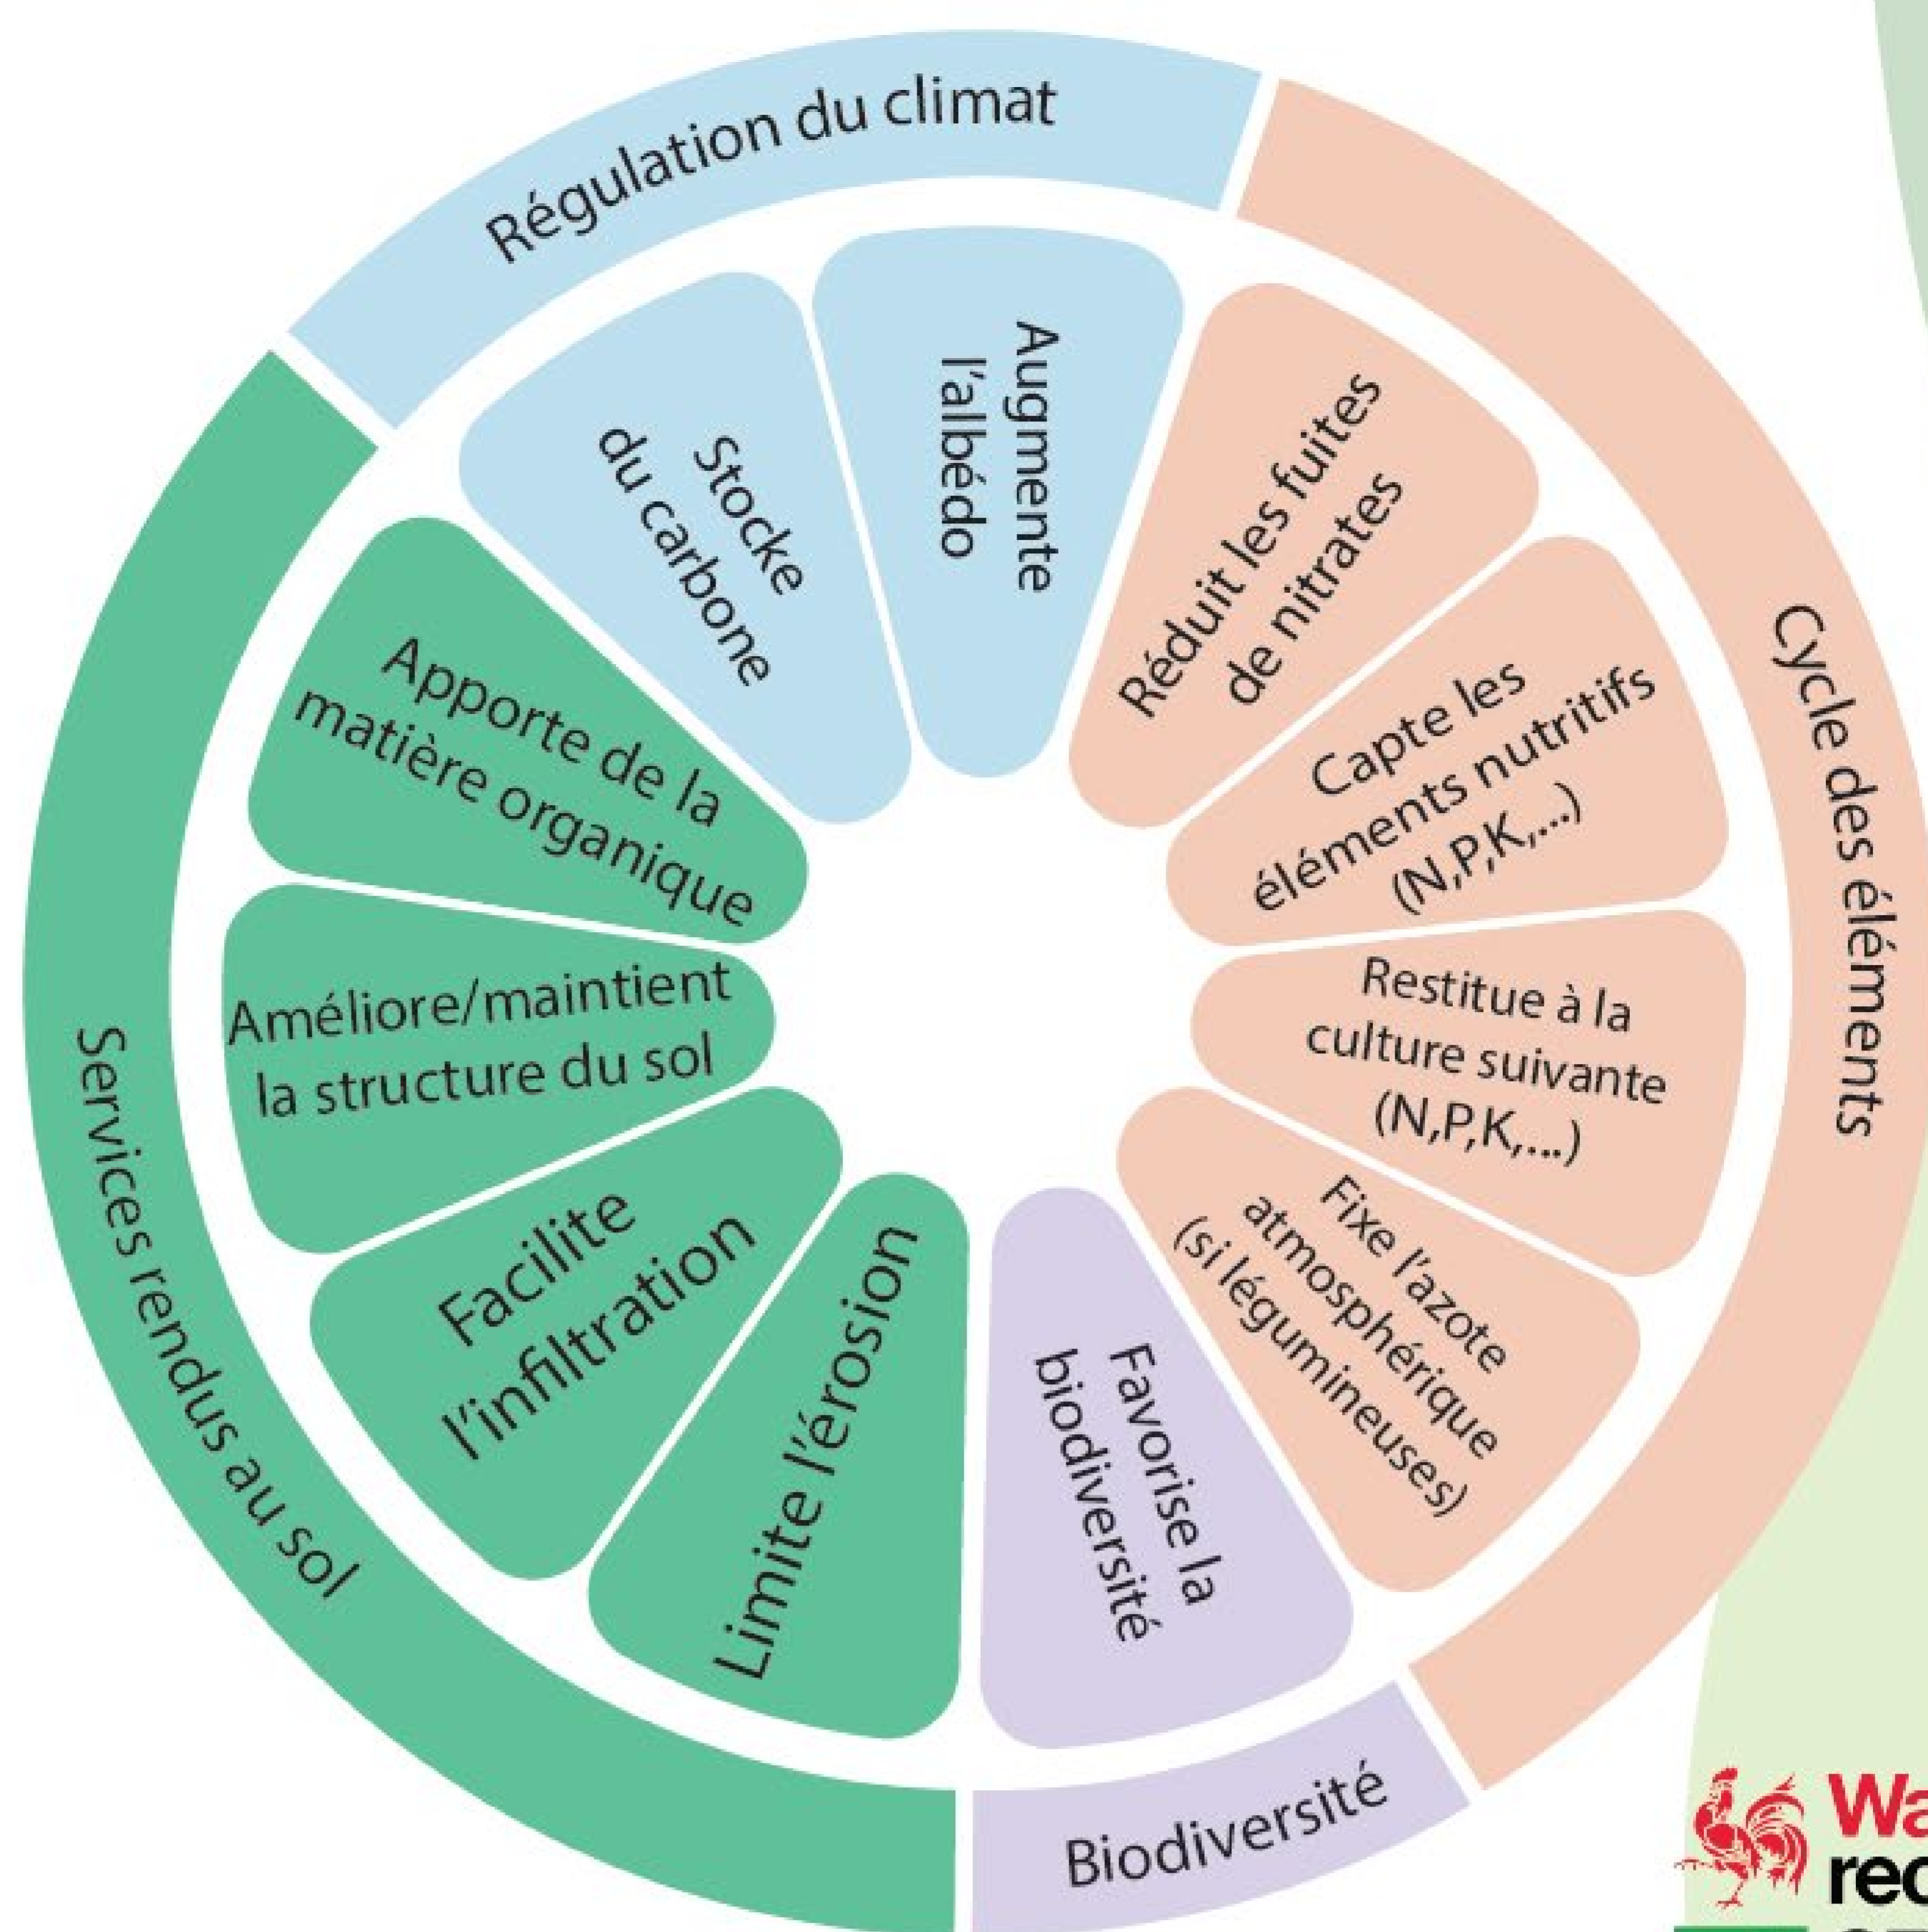 Régulation du climat
Augmente
l'albédo
Stocke
du carbone
Cycle des éléments
Réduit les fuites
de nitrates
Capte les
éléments nutritifs
(N,P,K,...)
Restitue à la
culture suivante
(N,P,K,...)
Fixe l'azote
atmosphérique
(si légumineuses)
Biodiversité
Favorise la
biodiversité
Services rendus au sol
Limite l'érosion
Facilite
l'infiltration
Améliore/maintient
la structure du sol
Apporte de la
matière organique
Wa
rec